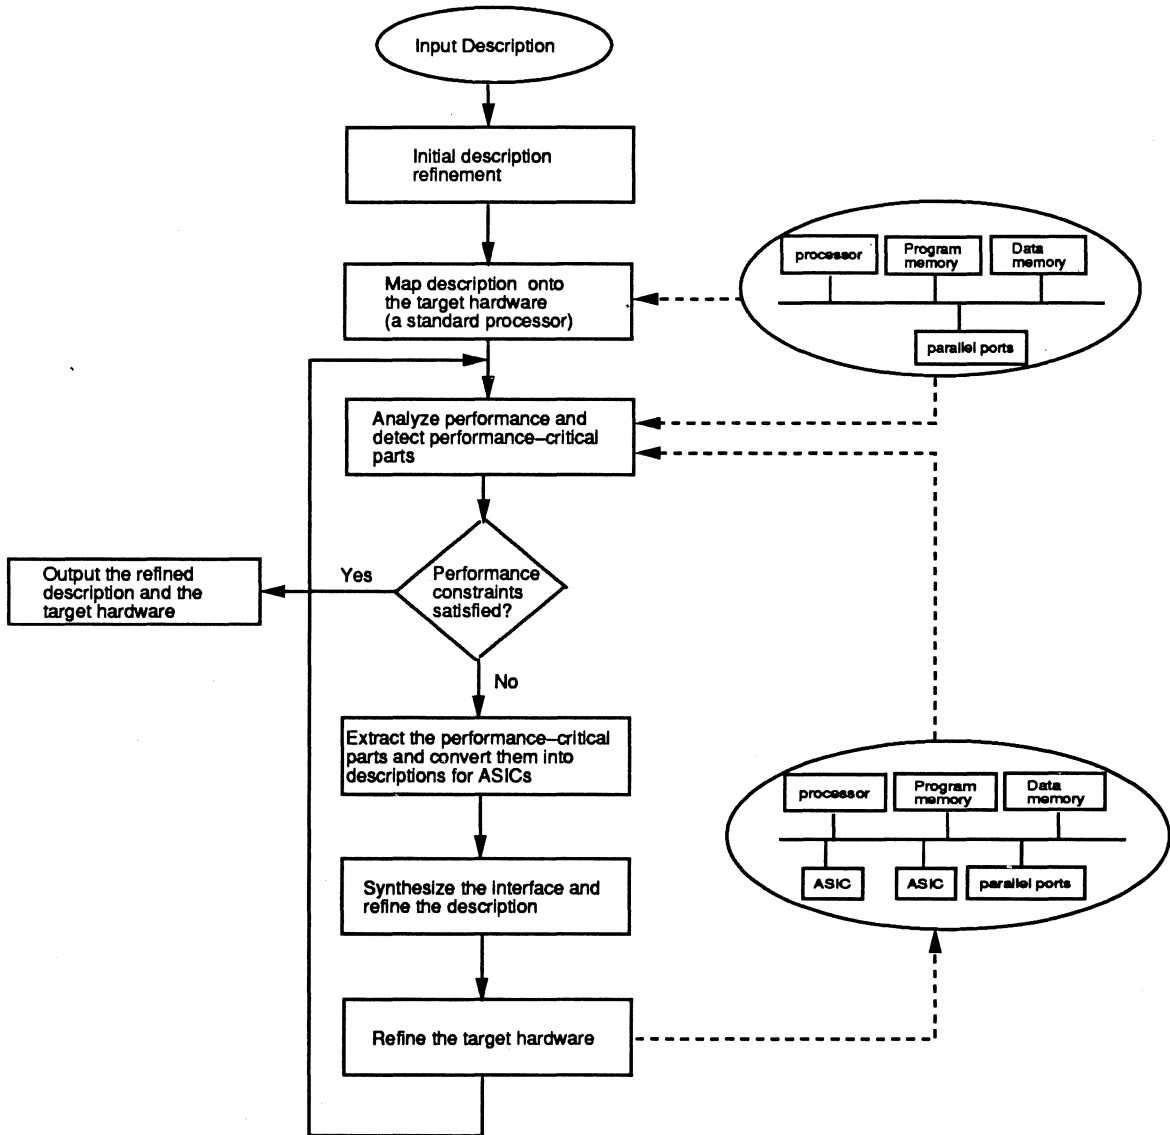 Input Description
Initial description
refinement
Map description onto
the target hardware
(a standard processor)
processor
Program
memory
Data
memory
parallel ports
Analyze performance and
detect performance–critical
parts
Performance
constraints
satisfied?
Yes
Output the refined
description and the
target hardware
No
Extract the performance–critical
parts and convert them into
descriptions for ASICs
processor
Program
memory
Data
memory
ASIC
ASIC
parallel ports
Synthesize the interface and
refine the description
Refine the target hardware